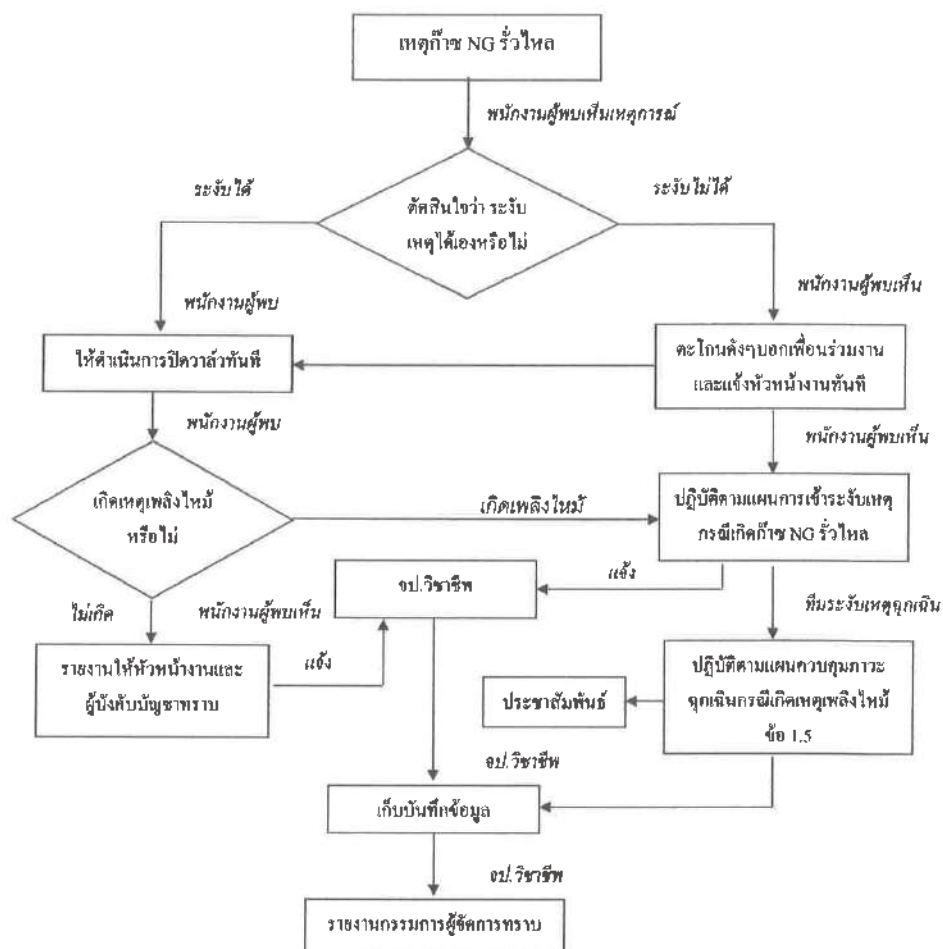 เหตุก๊าซ NG รั่วไหล
พนักงานผู้พบเห็นเหตุการณ์
ระงับได้
ระงับไม่ได้
ตัดสินใจว่า ระงับ
เหตุได้เองหรือไม่
พนักงานผู้พบ
พนักงานผู้พบเห็น
ให้ดำเนินการปิดวาล์วทันที
ตะโกนดังๆบอกเพื่อนร่วมงาน
และแจ้งหัวหน้างานทันที
พนักงานผู้พบ
พนักงานผู้พบเห็น
เกิดเหตุเพลิงไหม้
หรือไม่
เกิดเพลิงไหม้
ปฏิบัติตามแผนการเข้าระงับเหตุ
กรณีเกิดก๊าซ NG รั่วไหล
จป.วิชาชีพ
แจ้ง
ไม่เกิด
พนักงานผู้พบเห็น
ทีมระงับเหตุฉุกเฉิน
รายงานให้หัวหน้างานและ
ผู้บังคับบัญชาทราบ
แจ้ง
ปฏิบัติตามแผนควบคุมภาวะ
ฉุกเฉินกรณีเกิดเหตุเพลิงไหม้
ข้อ 1.5
ประชาสัมพันธ์
จป.วิชาชีพ
เก็บบันทึกข้อมูล
จป.วิชาชีพ
รายงานกรรมการผู้จัดการทราบ